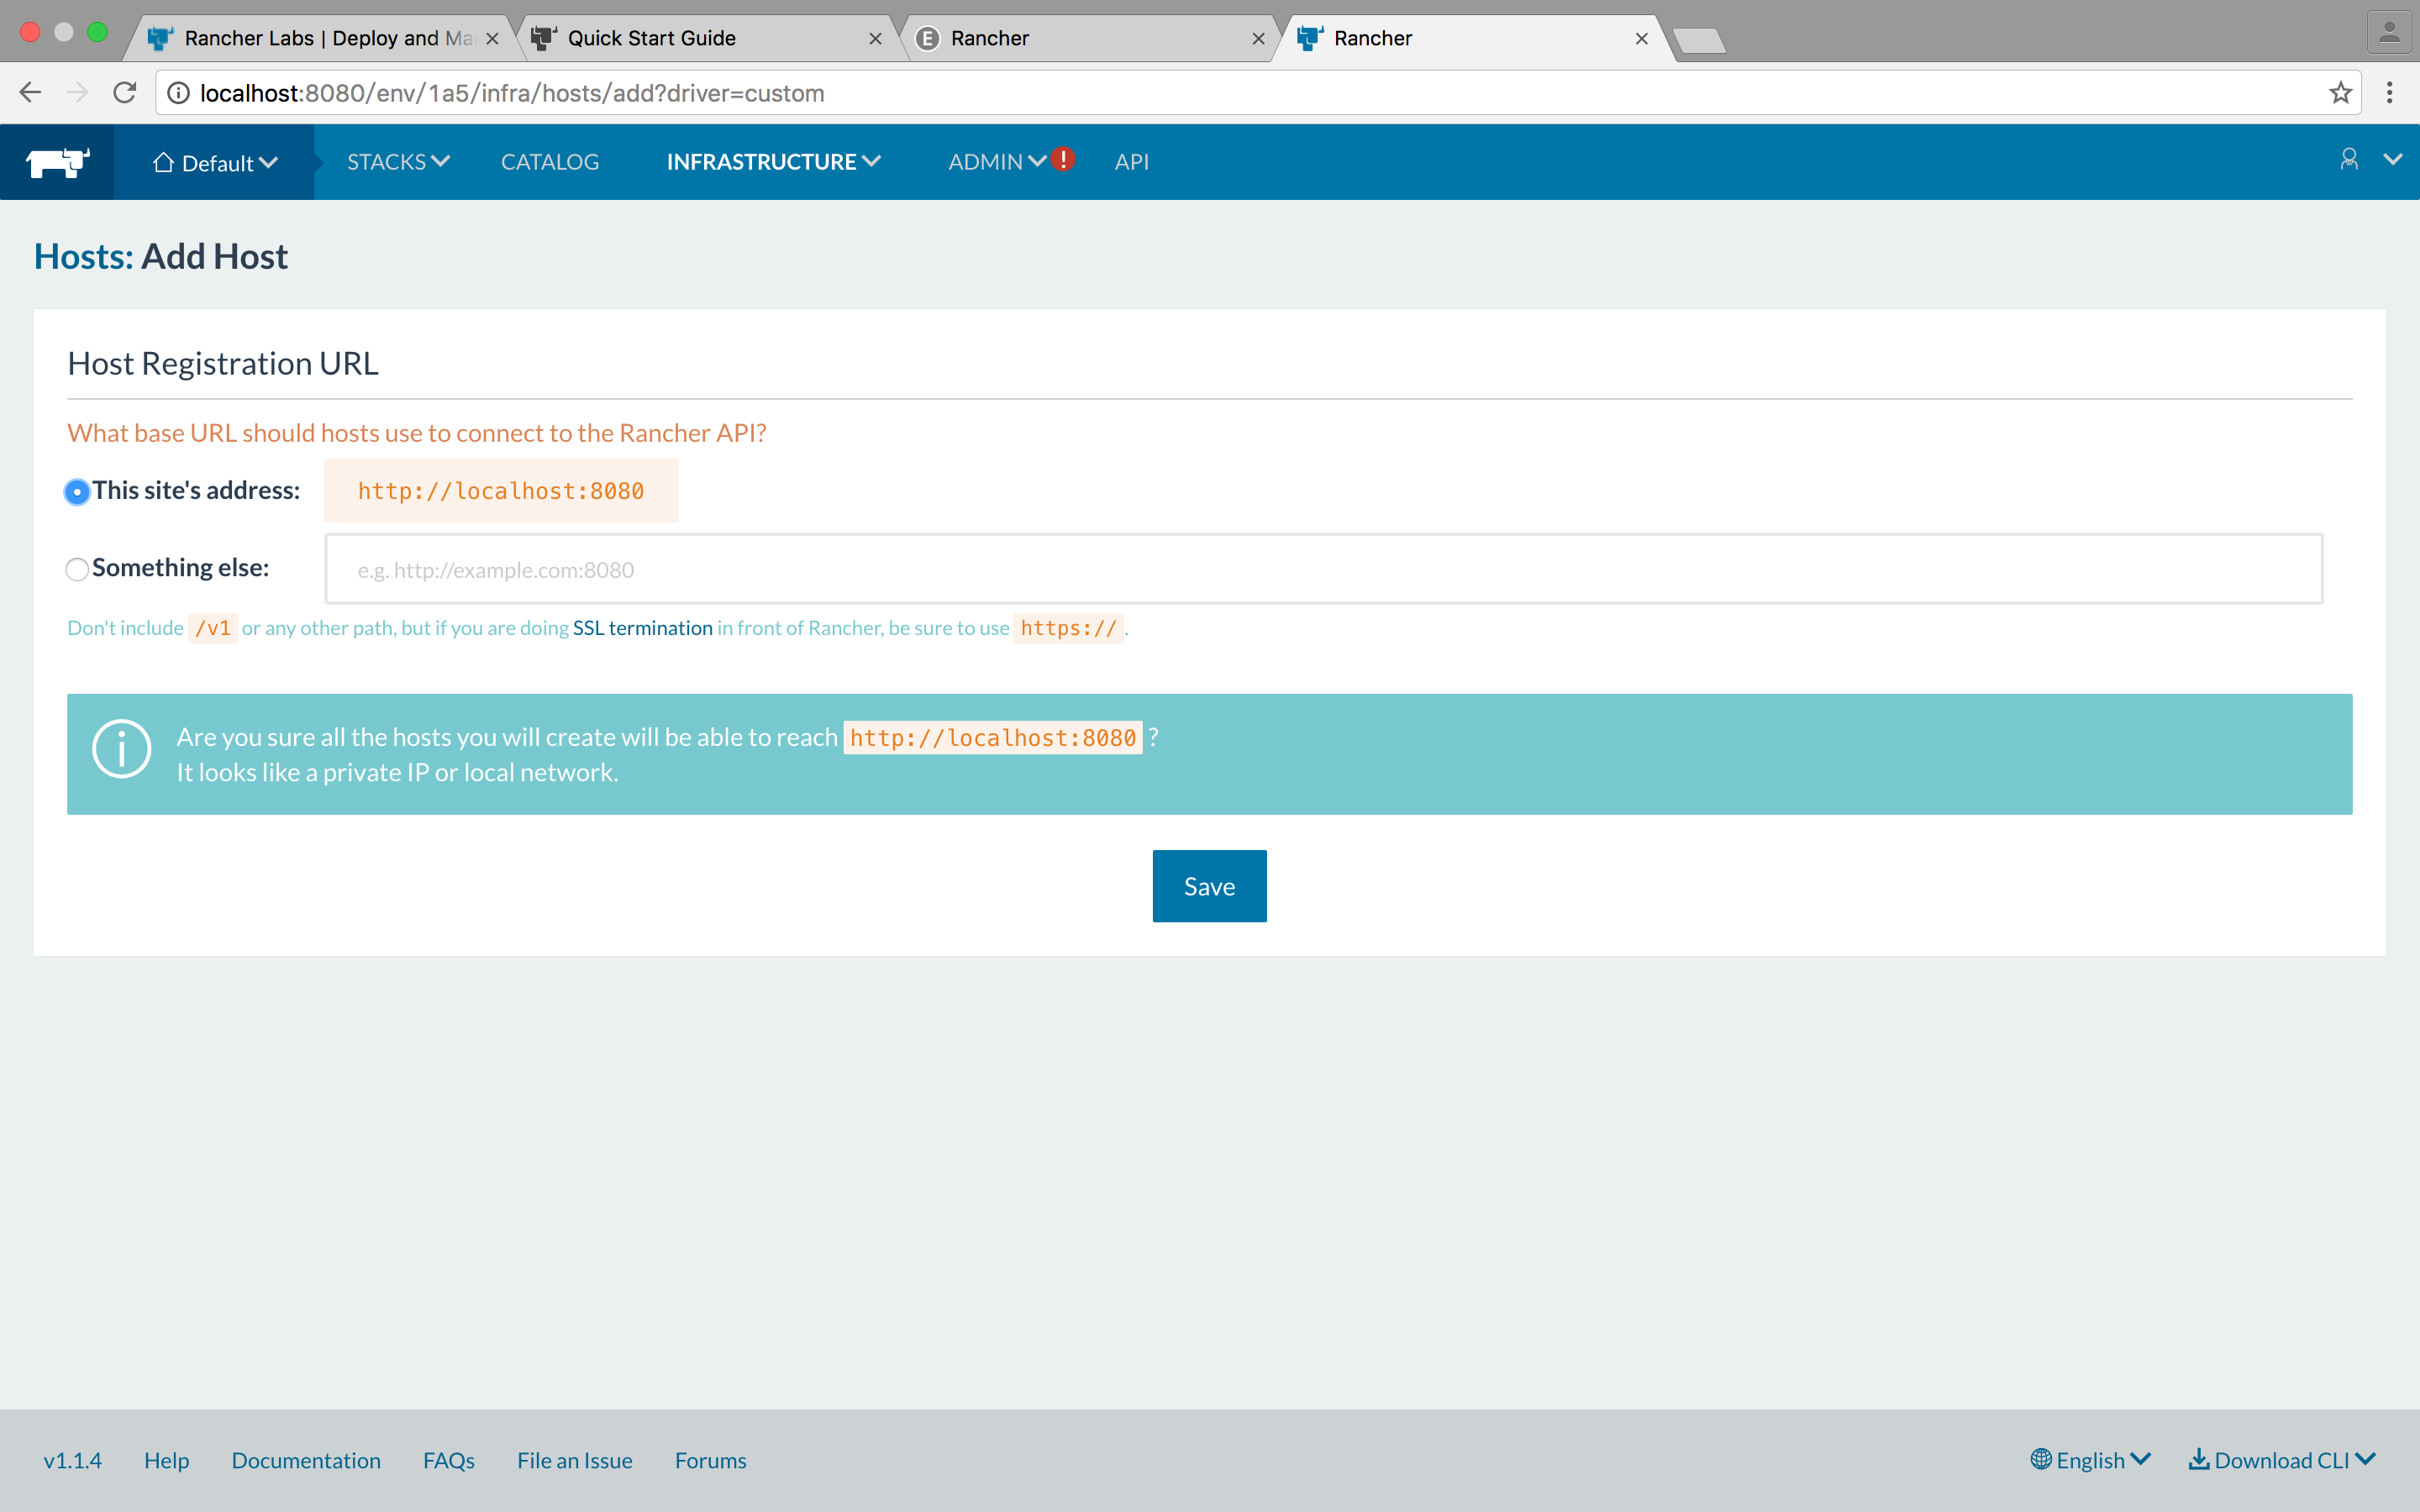 Rancher Labs | Deploy and Ma
Quick Start Guide
Rancher
Rancher
localhost:8080/env/1a5/infra/hosts/add?driver=custom
Default
STACKS
CATALOG
INFRASTRUCTURE
ADMIN
!
API
Hosts: Add Host
Host Registration URL
What base URL should hosts use to connect to the Rancher API?
This site's address: http://localhost:8080
Something else: e.g. http://example.com:8080
Don't include /v1 or any other path, but if you are doing SSL termination in front of Rancher, be sure to use https:// .
Are you sure all the hosts you will create will be able to reach http://localhost:8080 ?
It looks like a private IP or local network.
Save
v1.1.4 Help Documentation FAQs File an Issue Forums English Download CLI